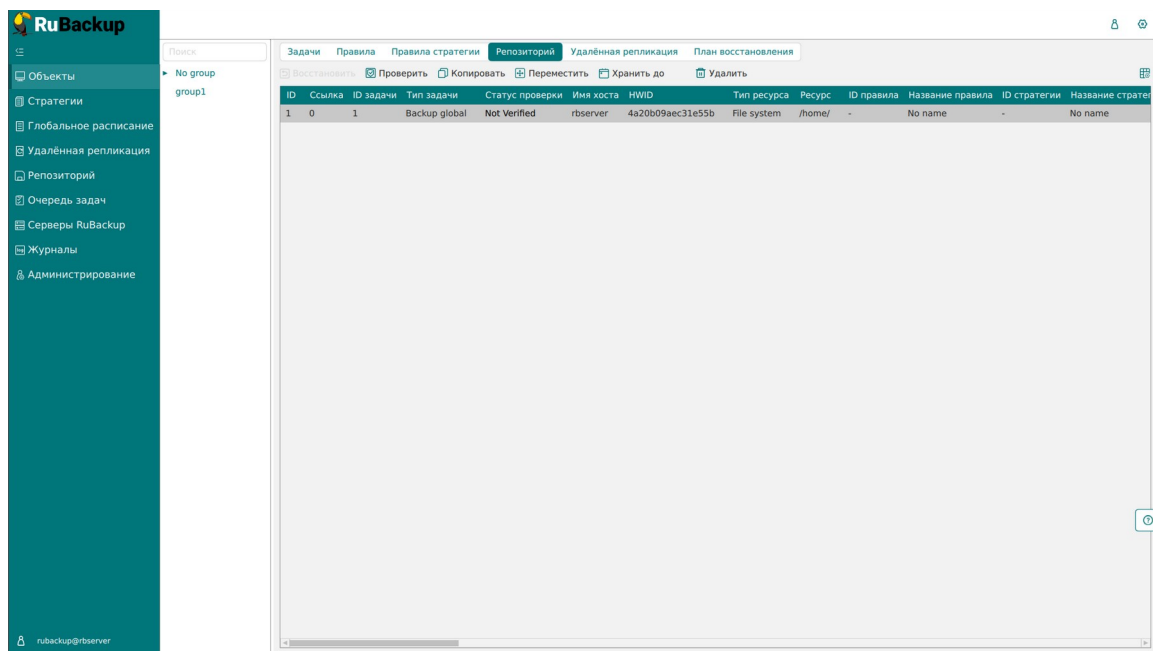 RuBackup
Объекты
Стратегии
Глобальное расписание
Удалённая репликация
Репозиторий
Очередь задач
Серверы RuBackup
Журналы
Администрирование
rubackup@rbserver
Поиск
No group
group1
Задачи Правила Правила стратегии Репозиторий Удалённая репликация План восстановления
Восстановить Проверить Копировать Переместить Хранить до Удалить
ID Ссылка ID задачи Тип задачи Статус проверки Имя хоста HWID Тип ресурса Ресурс ID правила Название правила ID стратегии Название стратег
1 0 1 Backup global Not Verified rbserver 4a20b09aec31e55b File system /home/ - No name - No name